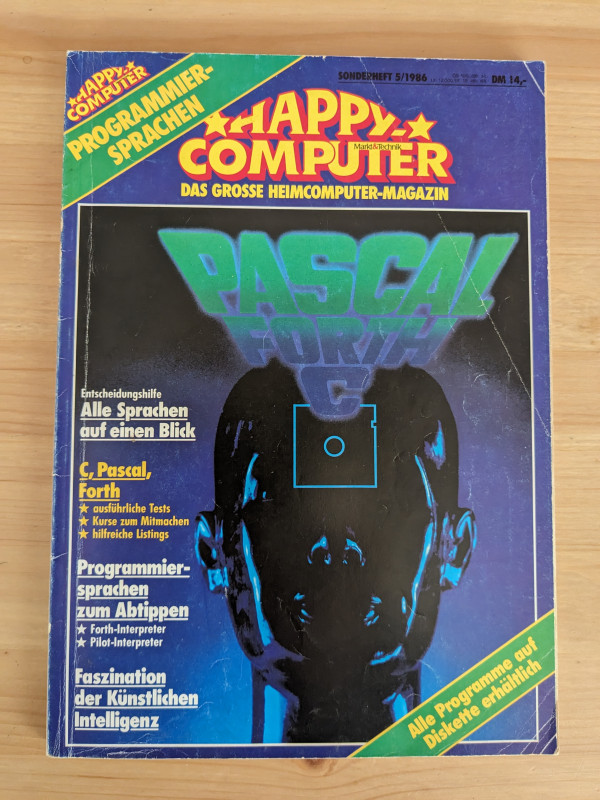 HAPPY-
COMPUTER
PROGRAMMIER-
SPRACHEN
SONDERHEFT 5/1986
DM 14,-
HAPPY-
COMPUTER
Markt&Technik
DAS GROSSE HEIMCOMPUTER-MAGAZIN
PASCAL
FORTH
C
Entscheidungshilfe
Alle Sprachen
auf einen Blick
C, Pascal,
Forth
★ ausführliche Tests
★ Kurse zum Mitmachen
★ hilfreiche Listings
Programmier-
sprachen
zum Abtippen
★ Forth-Interpreter
★ Pilot-Interpreter
Faszination
der Künstlichen
Intelligenz
Alle Programme auf
Diskette erhältlich